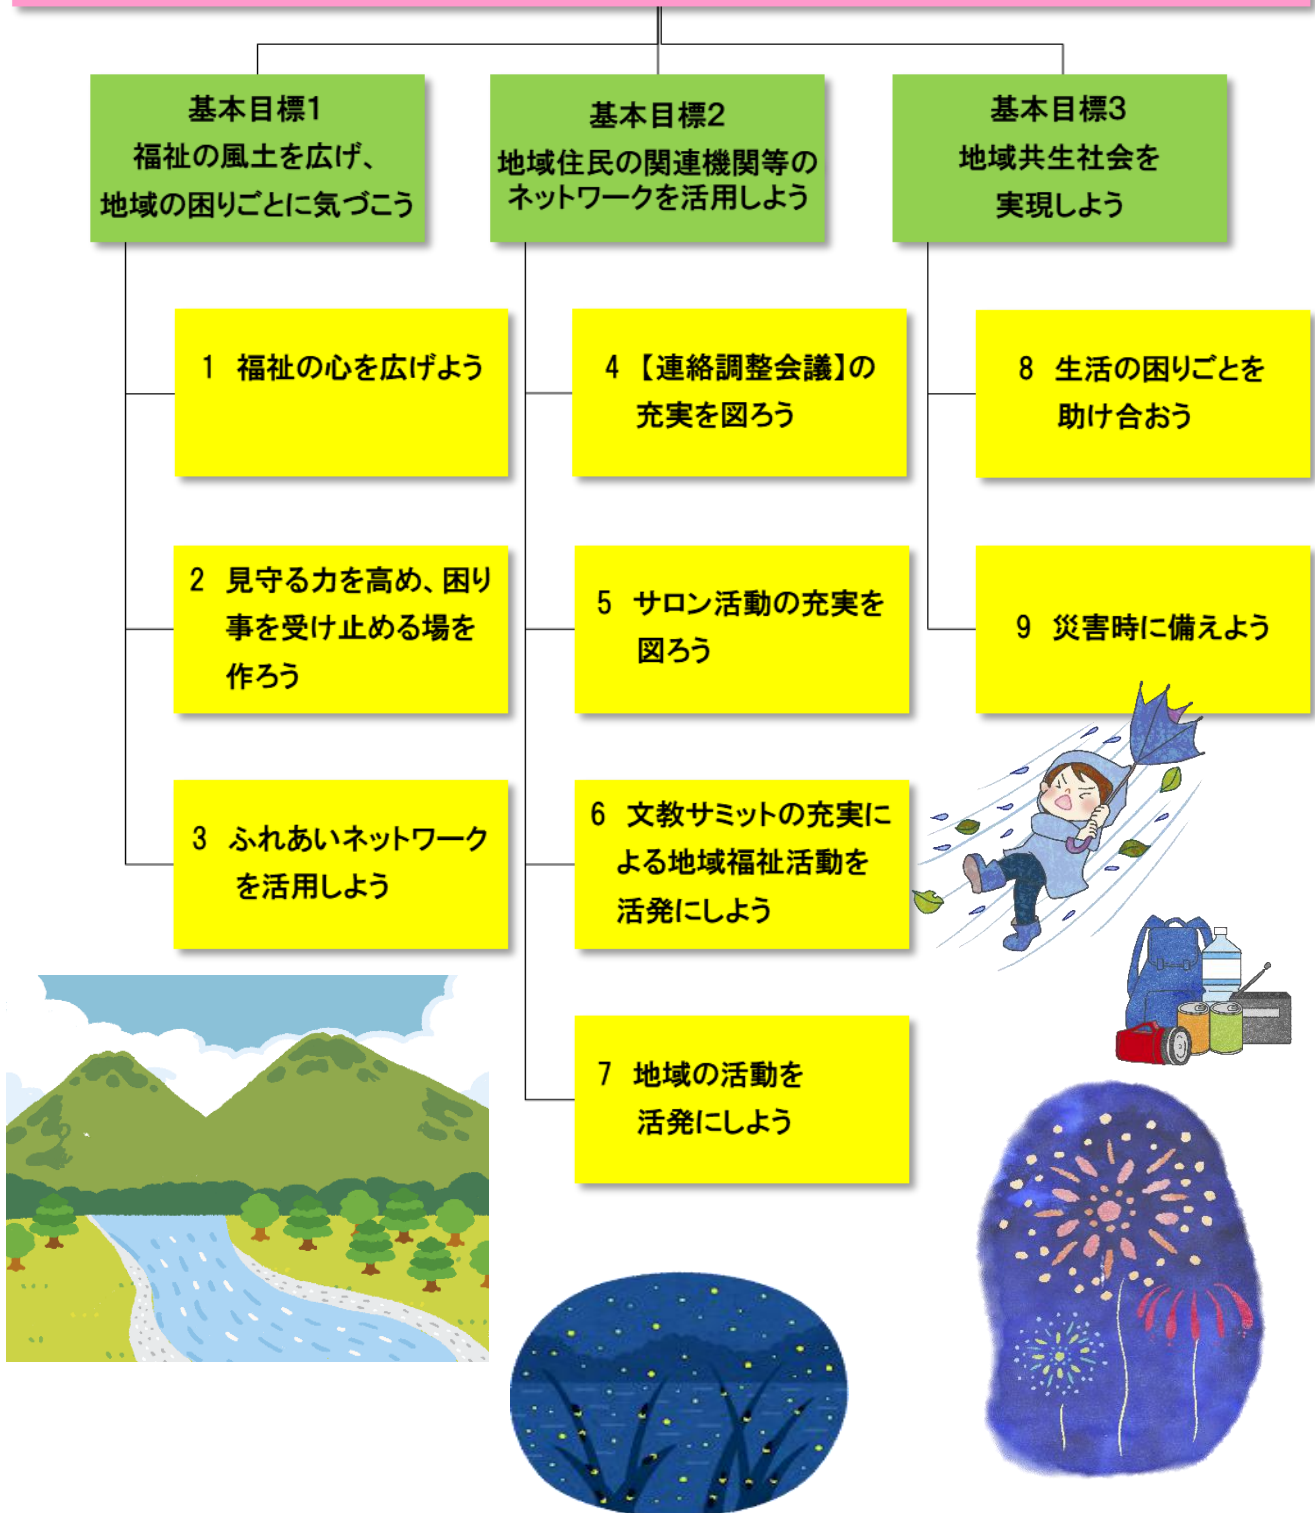 基本目標1
福祉の風土を広げ、
地域の困りごとに気づこう
1 福祉の心を広げよう
2 見守る力を高め、困り
事を受け止める場を
作ろう
3 ふれあいネットワーク
を活用しよう
基本目標2
地域住民の関連機関等の
ネットワークを活用しよう
4 【連絡調整会議】の
充実を図ろう
5 サロン活動の充実を
図ろう
6 文教サミットの充実に
よる地域福祉活動を
活発にしよう
7 地域の活動を
活発にしよう
基本目標3
地域共生社会を
実現しよう
8 生活の困りごとを
助け合おう
9 災害時に備えよう